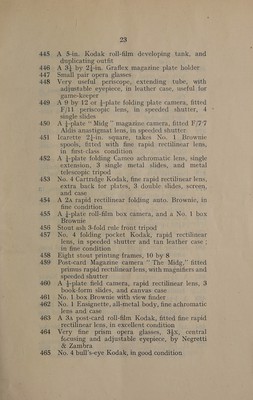 23
445 A 5-in. Kodak roll-film developing tank, and
duplicating outfit
446 A 3¼ by 2¼-in. Graflex magazine plate holder
447 Small pair opera glasses
448 Very useful periscope, extending tube, with
adjustable eyepiece, in leather case, useful for
game-keeper
449 A 9 by 12 or ¼-plate folding plate camera, fitted
F/11 periscopic lens, in speeded shutter, 4
single slides
450 A ¼-plate "Midg" magazine camera, fitted F/7·7
Aldis anastigmat lens, in speeded shutter
451 Icarette 2¼-in. square, takes No. 1 Brownie
spools, fitted with fine rapid rectilinear lens,
in first-class condition
452 A ¼-plate folding Cameo automatic lens, single
extension, 3 single metal slides, and metal
telescopic tripod
453 No. 4 Cartridge Kodak, fine rapid rectilinear lens,
extra back for plates, 3 double slides, screen,
and case
454 A 2A rapid rectilinear folding auto. Brownie, in
fine condition
455 A ¼-plate roll-film box camera, and a No. 1 box
Brownie
456 Stout ash 3-fold rule front tripod
457 No. 4 folding pocket Kodak, rapid rectilinear
lens, in speeded shutter and tan leather case;
in fine condition
458 Eight stout printing frames, 10 by 8
459 Post-card Magazine camera "The Midg," fitted
primus rapid rectilinear lens, with magnifiers and
speeded shutter
460 A ¼-plate field camera, rapid rectilinear lens, 3
book-form slides, and canvas case
461 No. 1 box Brownie with view finder
462 No. 1 Ensignette, all-metal body, fine achromatic
lens and case
463 A 3A post-card roll-film Kodak, fitted fine rapid
rectilinear lens, in excellent condition
464 Very fine prism opera glasses, 3½x, central
focusing and adjustable eyepiece, by Negretti
& Zambra
465 No. 4 bull's-eye Kodak, in good condition